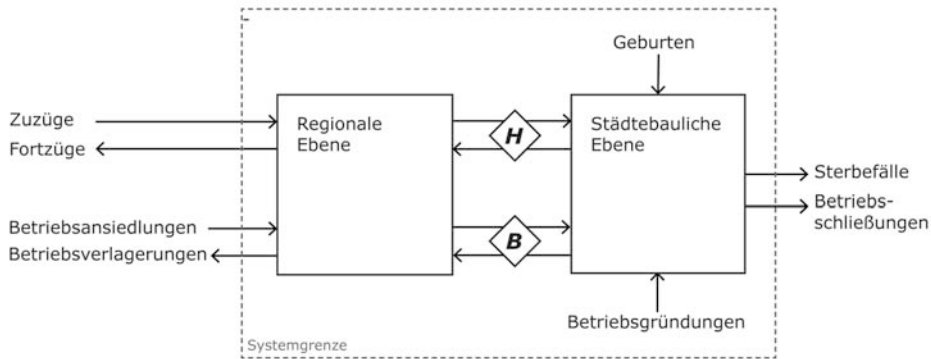 Geburten
Zuzüge
Fortzüge
Regionale
Ebene
H
Städtebauliche
Ebene
Sterbefälle
Betriebs-
schließungen
Betriebsansiedlungen
Betriebsverlagerungen
B
Betriebsgründungen
Systemgrenze